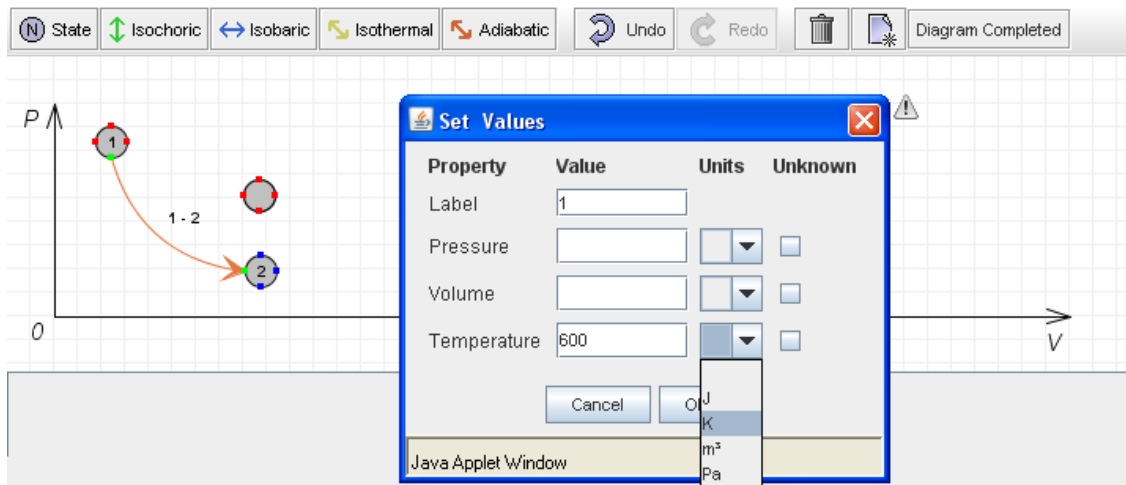 N State Isochoric Isobaric Isothermal Adiabatic Undo Redo Diagram Completed
P
1
1 - 2
2
0
V
Set Values
Property Value Units Unknown
Label 1
Pressure
Volume
Temperature 600
J
K
m³
Pa
Cancel
Java Applet Window